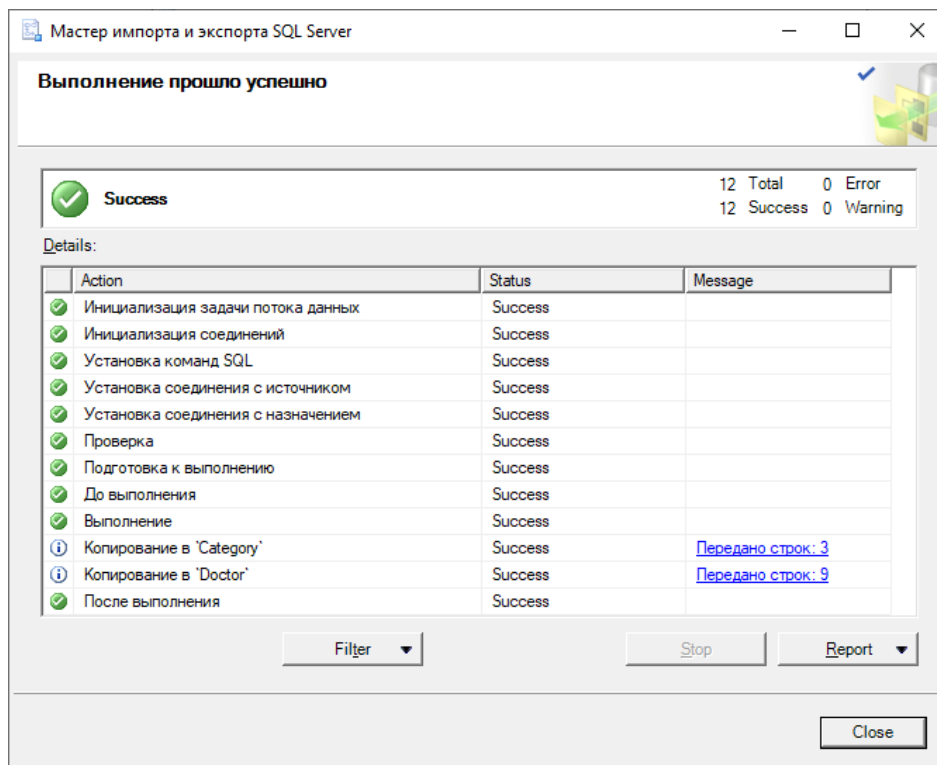 Мастер импорта и экспорта SQL Server
Выполнение прошло успешно
Success
12 Total 0 Error
12 Success 0 Warning
Details:
Action Status Message
Инициализация задачи потока данных Success
Инициализация соединений Success
Установка команд SQL Success
Установка соединения с источником Success
Установка соединения с назначением Success
Проверка Success
Подготовка к выполнению Success
До выполнения Success
Выполнение Success
Копирование в `Category` Success Передано строк: 3
Копирование в `Doctor` Success Передано строк: 9
После выполнения Success
Filter Stop Report
Close